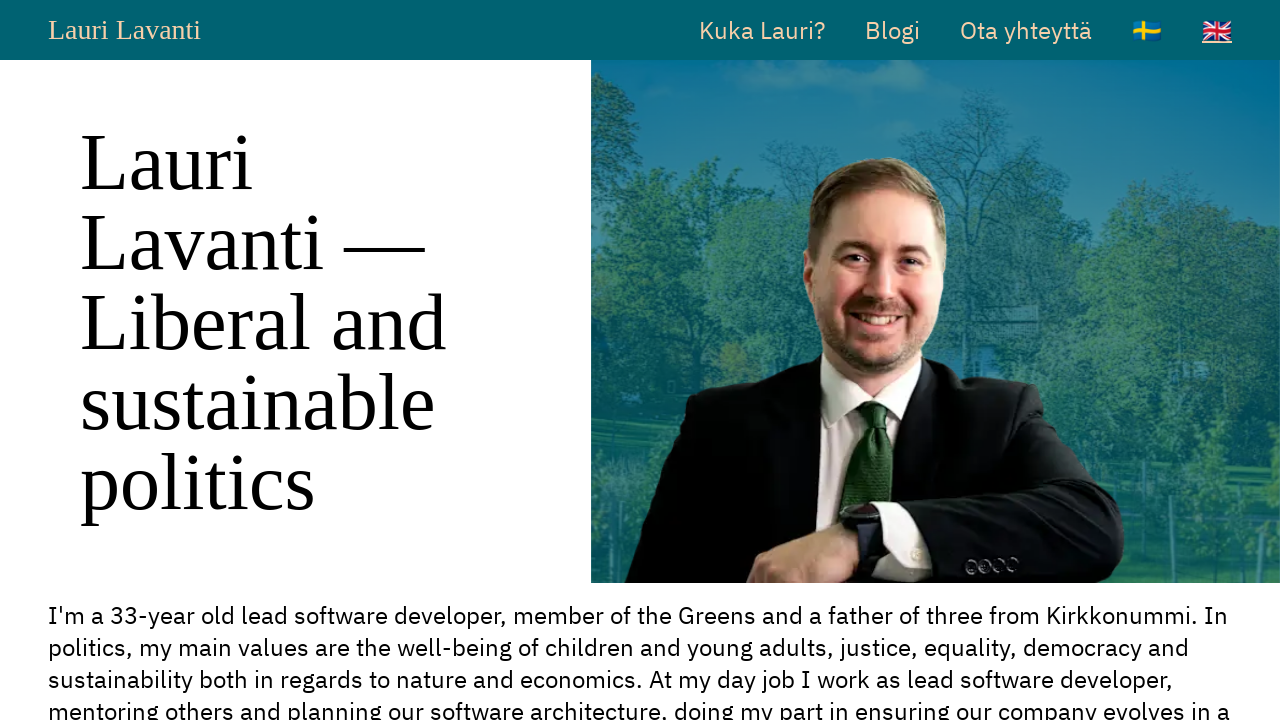 Lauri Lavanti
Kuka Lauri?
Blogi
Ota yhteyttä
Lauri
Lavanti —
Liberal and
sustainable
politics
I'm a 33-year old lead software developer, member of the Greens and a father of three from Kirkkonummi. In
politics, my main values are the well-being of children and young adults, justice, equality, democracy and
sustainability both in regards to nature and economics. At my day job I work as lead software developer,
mentoring others and planning our software architecture, doing my part in ensuring our company evolves in a